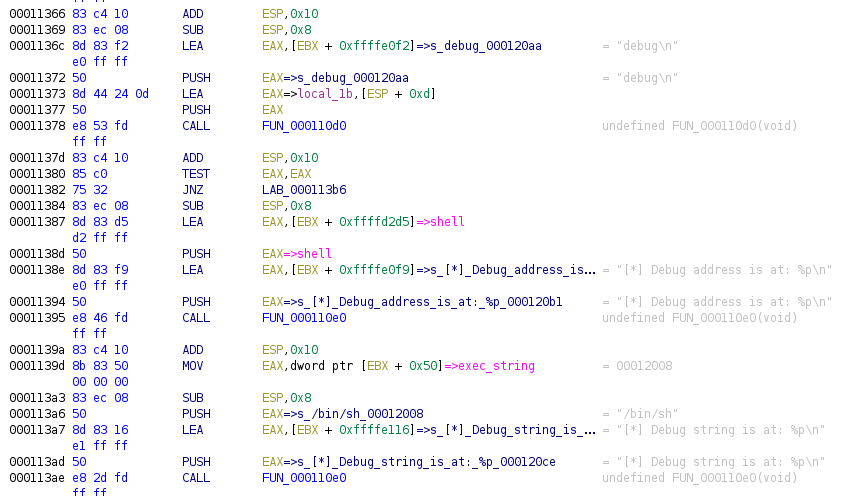 ff ff
00011366 83 c4 10 ADD ESP,0x10
00011369 83 ec 08 SUB ESP,0x8
0001136c 8d 83 f2 LEA EAX,[EBX + 0xffffe0f2]=>s_debug_000120aa = "debug\n"
e0 ff ff
00011372 50 PUSH EAX=>s_debug_000120aa = "debug\n"
00011373 8d 44 24 0d LEA EAX=>local_1b,[ESP + 0xd]
00011377 50 PUSH EAX
00011378 e8 53 fd CALL FUN_000110d0 undefined FUN_000110d0(void)
ff ff
0001137d 83 c4 10 ADD ESP,0x10
00011380 85 c0 TEST EAX,EAX
00011382 75 32 JNZ LAB_000113b6
00011384 83 ec 08 SUB ESP,0x8
00011387 8d 83 d5 LEA EAX,[EBX + 0xffffd2d5]=>shell
d2 ff ff
0001138d 50 PUSH EAX=>shell
0001138e 8d 83 f9 LEA EAX,[EBX + 0xffffe0f9]=>s_[*]_Debug_address_is... = "[*] Debug address is at: %p\n"
e0 ff ff
00011394 50 PUSH EAX=>s_[*]_Debug_address_is_at:_%p_000120b1 = "[*] Debug address is at: %p\n"
00011395 e8 46 fd CALL FUN_000110e0 undefined FUN_000110e0(void)
ff ff
0001139a 83 c4 10 ADD ESP,0x10
0001139d 8b 83 50 MOV EAX,dword ptr [EBX + 0x50]=>exec_string = 00012008
00 00 00
000113a3 83 ec 08 SUB ESP,0x8
000113a6 50 PUSH EAX=>s_/bin/sh_00012008 = "/bin/sh"
000113a7 8d 83 16 LEA EAX,[EBX + 0xffffe116]=>s_[*]_Debug_string_is_... = "[*] Debug string is at: %p\n"
e1 ff ff
000113ad 50 PUSH EAX=>s_[*]_Debug_string_is_at:_%p_000120ce = "[*] Debug string is at: %p\n"
000113ae e8 2d fd CALL FUN_000110e0 undefined FUN_000110e0(void)
ff ff